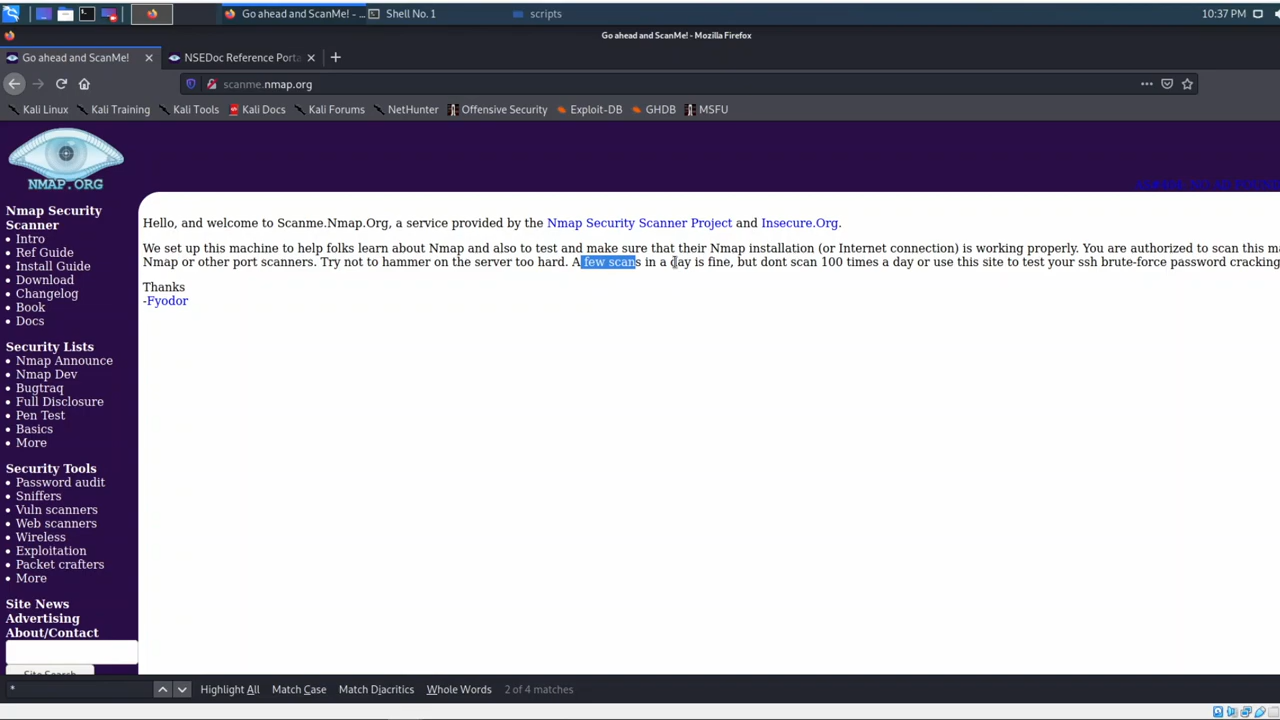 Go ahead and ScanMe! - ...
Shell No. 1
scripts
10:37 PM
Go ahead and ScanMe! - Mozilla Firefox
Go ahead and ScanMe!
NSEDoc Reference Porta
scanme.nmap.org
Kali Linux
Kali Training
Kali Tools
Kali Docs
Kali Forums
NetHunter
Offensive Security
Exploit-DB
GHDB
MSFU
NMAP.ORG
Nmap Security
Scanner
Intro
Ref Guide
Install Guide
Download
Changelog
Book
Docs
Security Lists
Nmap Announce
Nmap Dev
Bugtraq
Full Disclosure
Pen Test
Basics
More
Security Tools
Password audit
Sniffers
Vuln scanners
Web scanners
Wireless
Exploitation
Packet crafters
More
Site News
Advertising
About/Contact
Site Search
Hello, and welcome to Scanme.Nmap.Org, a service provided by the Nmap Security Scanner Project and Insecure.Org.
We set up this machine to help folks learn about Nmap and also to test and make sure that their Nmap installation (or Internet connection) is working properly. You are authorized to scan this ma
Nmap or other port scanners. Try not to hammer on the server too hard. A few scans in a day is fine, but dont scan 100 times a day or use this site to test your ssh brute-force password cracking
Thanks
-Fyodor
*
Highlight All
Match Case
Match Diacritics
Whole Words
2 of 4 matches